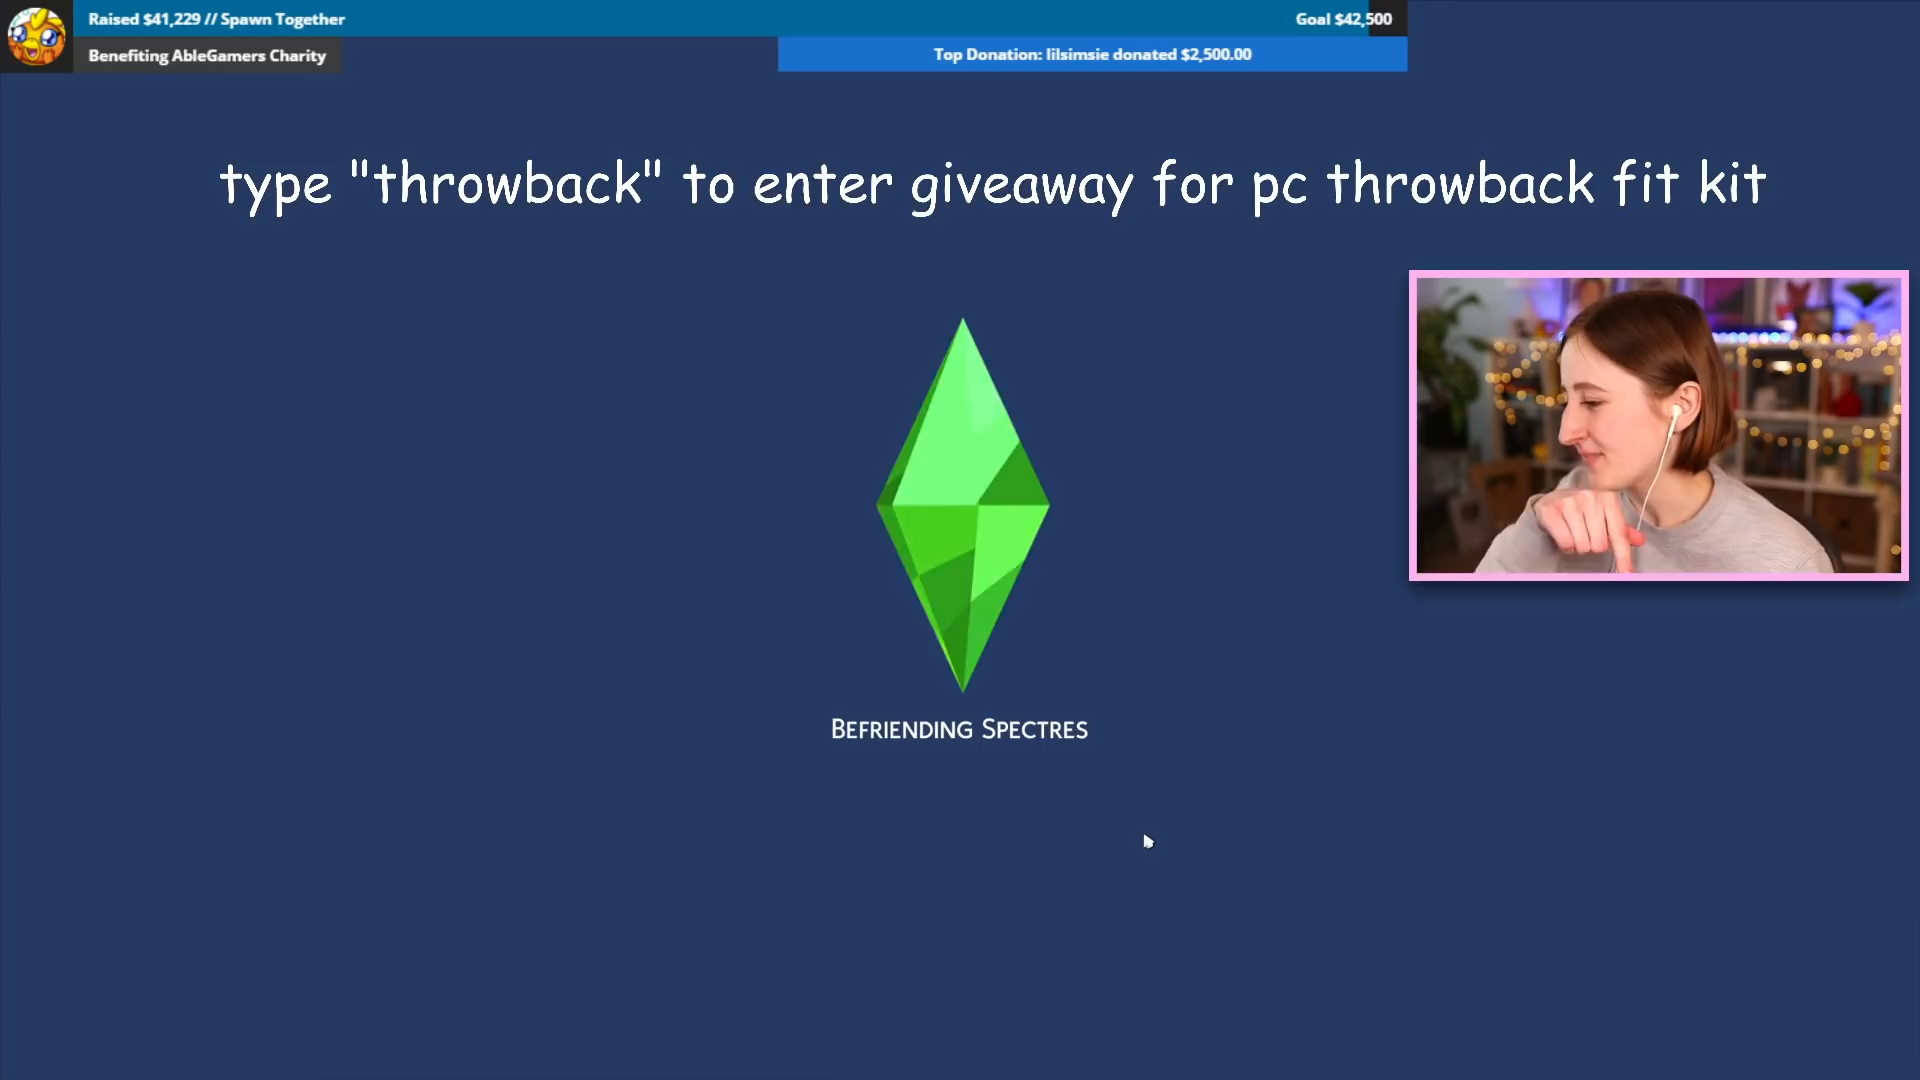 Raised $41,229 // Spawn Together
Goal $42,500
Benefiting AbleGamers Charity
Top Donation: lilsimsie donated $2,500.00
type "throwback" to enter giveaway for pc throwback fit kit
BEFRIENDING SPECTRES